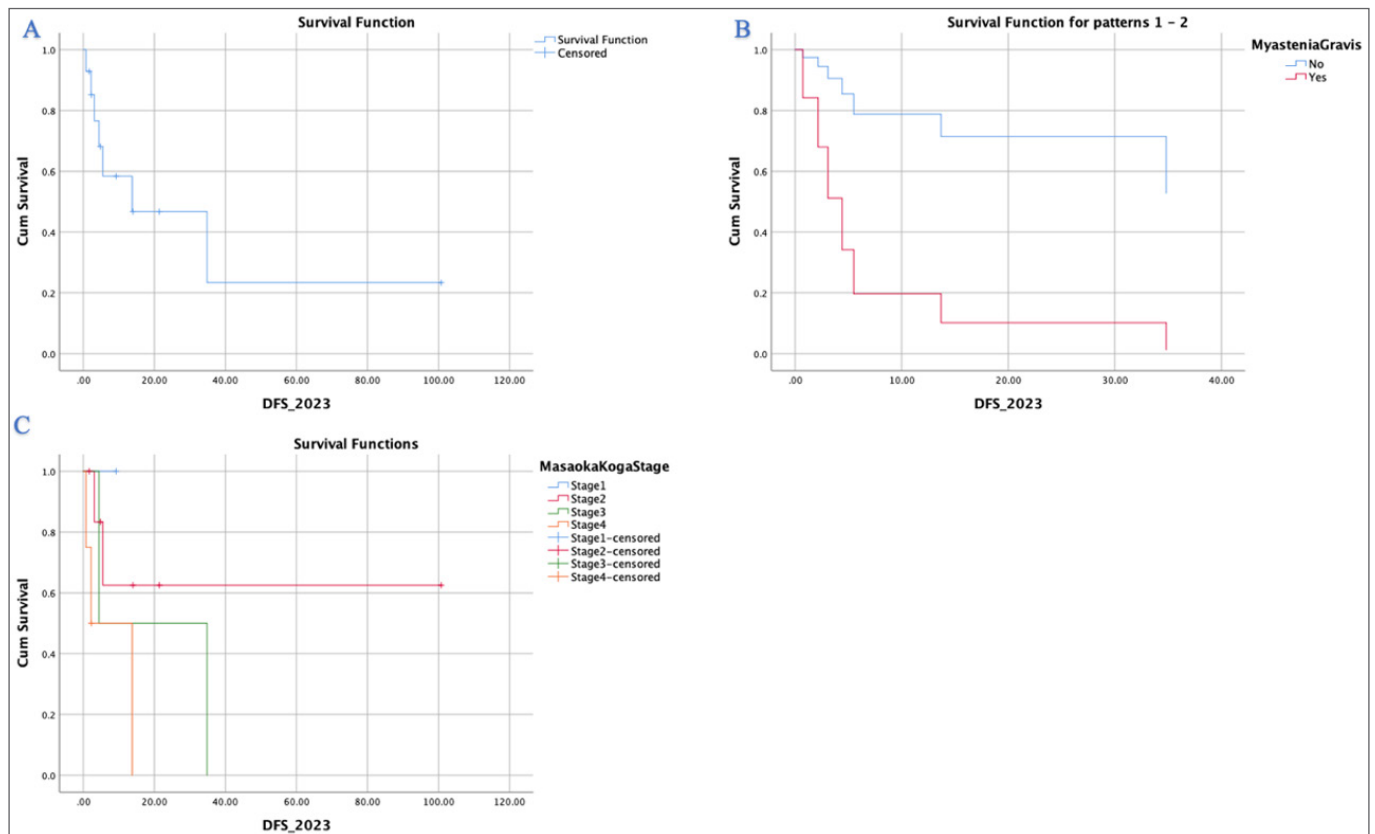 A
Survival Function
Survival Function
Censored
1.0
0.8
0.6
0.4
0.2
0.0
Cum Survival
.00 20.00 40.00 60.00 80.00 100.00 120.00
DFS_2023
B
Survival Function for patterns 1 - 2
MyasteniaGravis
No
Yes
1.0
0.8
0.6
0.4
0.2
0.0
Cum Survival
.00 10.00 20.00 30.00 40.00
DFS_2023
C
Survival Functions
MasaokaKogaStage
Stage1
Stage2
Stage3
Stage4
Stage1-censored
Stage2-censored
Stage3-censored
Stage4-censored
1.0
0.8
0.6
0.4
0.2
0.0
Cum Survival
.00 20.00 40.00 60.00 80.00 100.00 120.00
DFS_2023